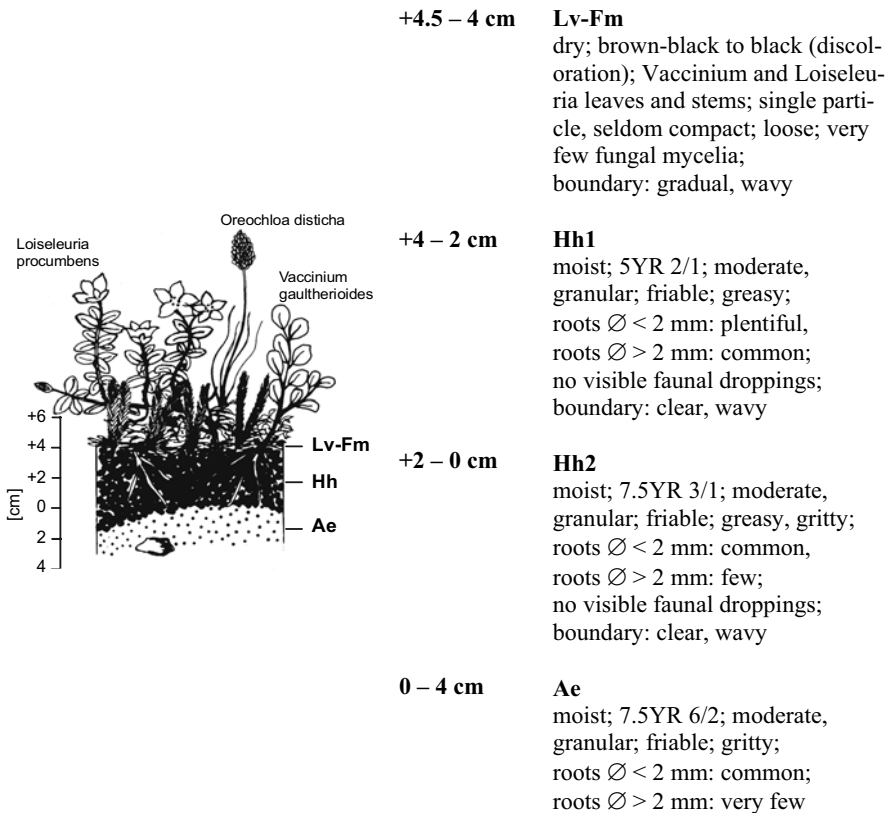 +4.5 – 4 cm Lv-Fm
dry; brown-black to black (discol-
oration); Vaccinium and Loiseleu-
ria leaves and stems; single parti-
cle, seldom compact; loose; very
few fungal mycelia;
boundary: gradual, wavy
Oreochloa disticha
Loiseleuria
procumbens
Vaccinium
gaultherioides
+6
+4
+2
0
2
4
[cm]
Lv-Fm
Hh
Ae
+4 – 2 cm Hh1
moist; 5YR 2/1; moderate,
granular; friable; greasy;
roots ∅ < 2 mm: plentiful,
roots ∅ > 2 mm: common;
no visible faunal droppings;
boundary: clear, wavy
+2 – 0 cm Hh2
moist; 7.5YR 3/1; moderate,
granular; friable; greasy, gritty;
roots ∅ < 2 mm: common,
roots ∅ > 2 mm: few;
no visible faunal droppings;
boundary: clear, wavy
0 – 4 cm Ae
moist; 7.5YR 6/2; moderate,
granular; friable; gritty;
roots ∅ < 2 mm: common;
roots ∅ > 2 mm: very few